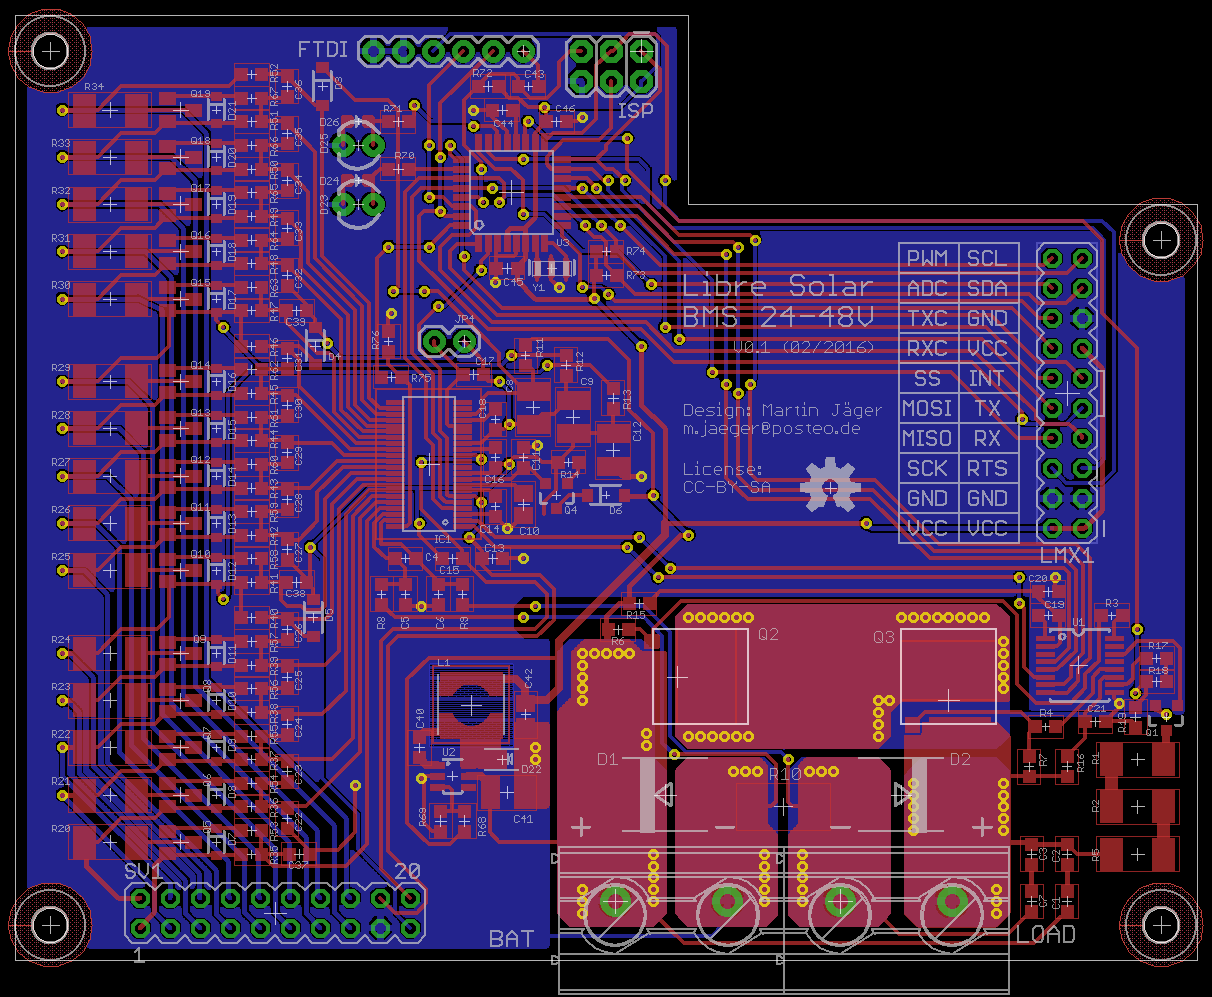 FTDI
ISP
Libre Solar
BMS 24-48V
V0.1 (02/2016)
Design: Martin Jäger
m.jaeger@posteo.de
License:
CC-BY-SA
PWM SCL
ADC SDA
TXC GND
RXC VCC
SS INT
MOSI TX
MISO RX
SCK RTS
GND GND
VCC VCC
LMX1
R34
R33
R32
R31
R30
R29
R28
R27
R26
R25
R24
R23
R22
R21
R20
Q19
Q18
Q17
Q16
Q15
Q14
Q13
Q12
Q11
Q10
Q9
Q8
Q7
Q6
Q5
D21
D20
D19
D18
D17
D16
D15
D14
D13
D12
D11
D10
R72
C43
C44
C46
R71
R70
D26
D25
D24
D23
U3
C45
Y1
R74
R73
JP4
R76
R75
C39
D4
C17
R11
R12
C9
R13
C12
C18
C8
C11
C16
R14
Q4
D6
C14
C10
IC1
C4
C13
R8
C5
C6
R9
C38
D5
R15
R6
Q2
Q3
L1
C42
C40
U2
D22
C41
R69
R68
D1
R10
D2
C20
C19
R3
U1
R17
R18
R4
C21
R19
Q1
R7
R16
R1
R2
R5
C3
C2
C7
C1
SV1
20
1
BAT
LOAD